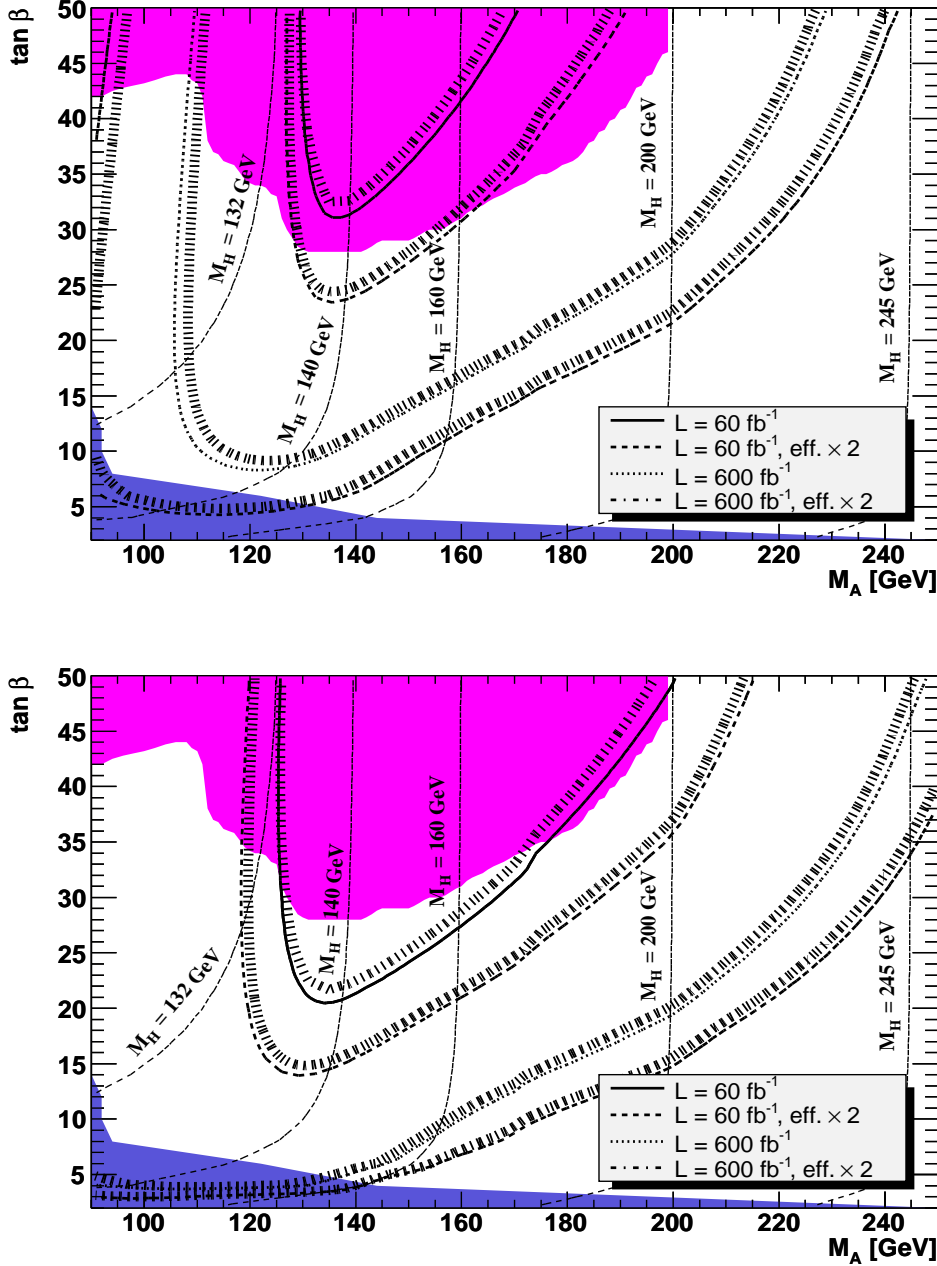 tan β
50
45
40
35
30
25
20
15
10
5
M_H = 132 GeV
M_H = 140 GeV
M_H = 160 GeV
M_H = 200 GeV
M_H = 245 GeV
L = 60 fb⁻¹
L = 60 fb⁻¹, eff. × 2
L = 600 fb⁻¹
L = 600 fb⁻¹, eff. × 2
100 120 140 160 180 200 220 240
M_A [GeV]
tan β
50
45
40
35
30
25
20
15
10
5
M_H = 132 GeV
M_H = 140 GeV
M_H = 160 GeV
M_H = 200 GeV
M_H = 245 GeV
L = 60 fb⁻¹
L = 60 fb⁻¹, eff. × 2
L = 600 fb⁻¹
L = 600 fb⁻¹, eff. × 2
100 120 140 160 180 200 220 240
M_A [GeV]